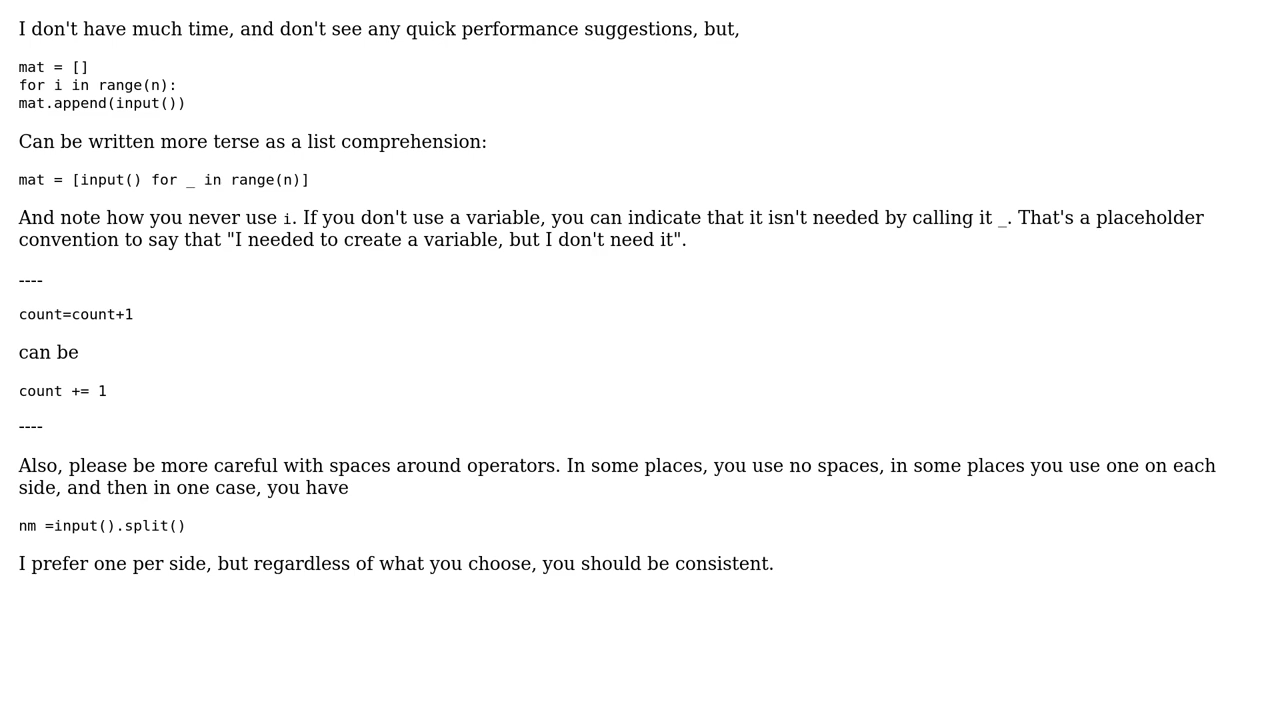 I don't have much time, and don't see any quick performance suggestions, but,
mat = []
for i in range(n):
mat.append(input())
Can be written more terse as a list comprehension:
mat = [input() for _ in range(n)]
And note how you never use i. If you don't use a variable, you can indicate that it isn't needed by calling it _. That's a placeholder
convention to say that "I needed to create a variable, but I don't need it".
----
count=count+1
can be
count += 1
----
Also, please be more careful with spaces around operators. In some places, you use no spaces, in some places you use one on each
side, and then in one case, you have
nm =input().split()
I prefer one per side, but regardless of what you choose, you should be consistent.